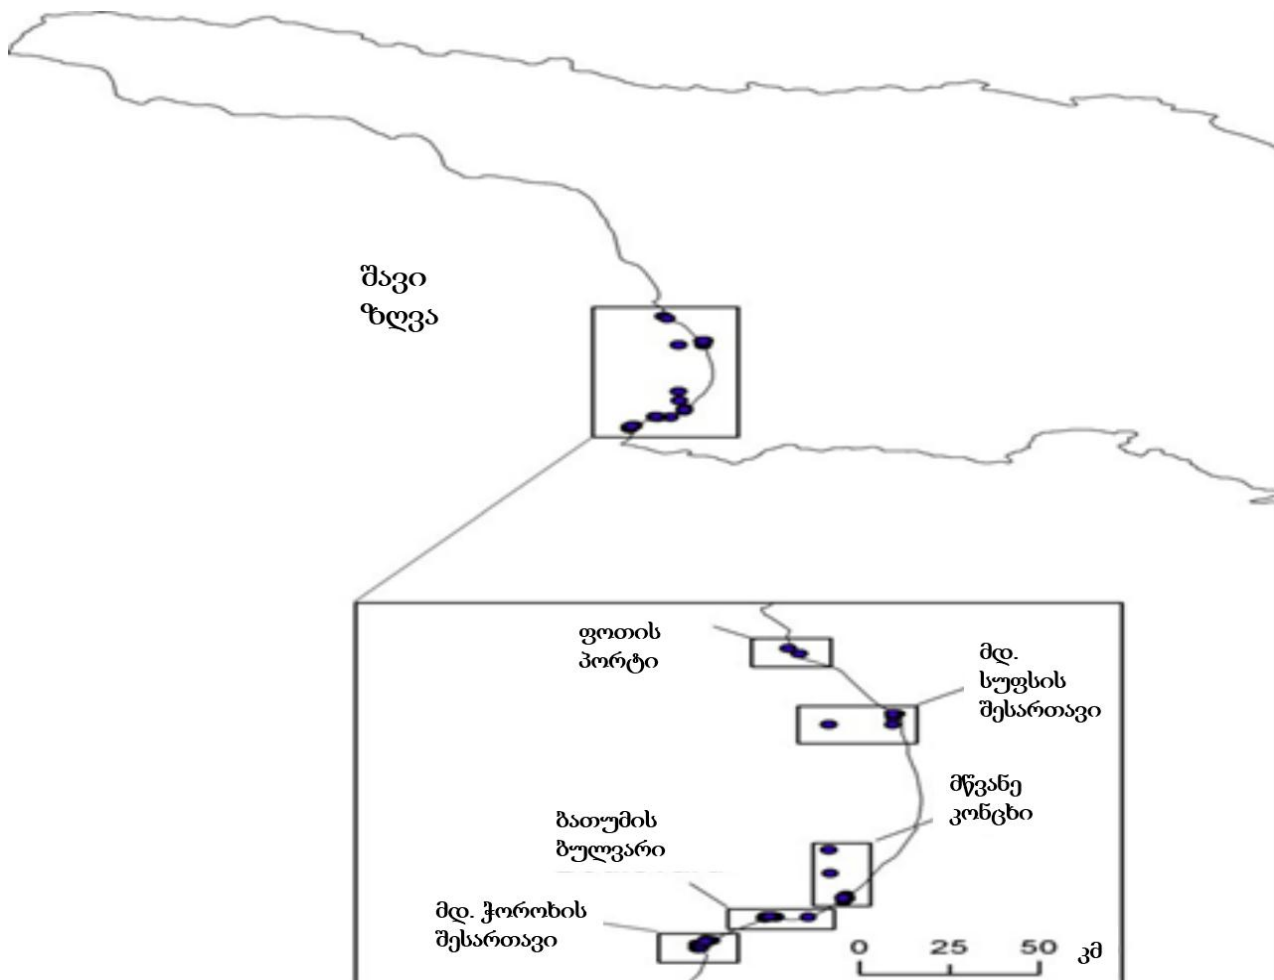 შავი
ზღვა
ფოთის
პორტი
მდ.
სუფსის
შესართავი
მწვანე
კონცხი
ბათუმის
ბულვარი
მდ. ჭოროხის
შესართავი
0 25 50 კმ